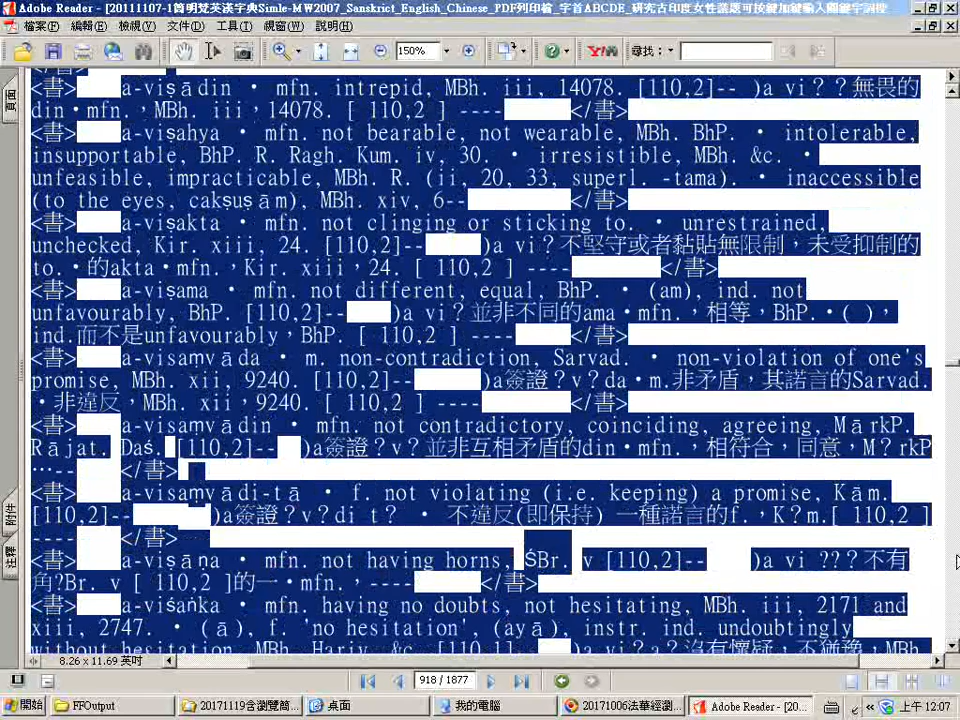 Adobe Reader - [20111107-1簡明梵英漢字典Simle-MW2007_Sanskrict_English_Chinese_PDF列印檔_字首ABCDE_研究古印度女性議題可按鍵加鍵輸入關鍵字詞搜
檔案(F) 編輯(E) 檢視(V) 文件(D) 工具(T) 視窗(W) 說明(H)
150% 尋找：
頁面
a-viṣādin • mfn. intrepid, MBh. iii, 14078. [110,2]-- )a vi？？無畏的
din•mfn.，MBh. iii，14078. [ 110,2 ] ---- </書>
<書> a-viṣahya • mfn. not bearable, not wearable, MBh. BhP. • intolerable,
insupportable, BhP. R. Ragh. Kum. iv, 30. • irresistible, MBh. &c. •
unfeasible, impracticable, MBh. R. (ii, 20, 33, superl. -tama). • inaccessible
(to the eyes, cakṣuṣām), MBh. xiv, 6-- </書>
<書> a-viṣakta • mfn. not clinging or sticking to. • unrestrained,
unchecked, Kir. xiii, 24. [110,2]-- )a vi？不堅守或者黏貼無限制，未受抑制的
to.•的akta•mfn.，Kir. xiii，24. [ 110,2 ] ---- </書>
<書> a-viṣama • mfn. not different, equal, BhP. • (am), ind. not
unfavourably, BhP. [110,2]-- )a vi？並非不同的ama•mfn.，相等，BhP.•( )，
ind.而不是unfavourably，BhP. [ 110,2 ] ---- </書>
<書> a-visaṃvāda • m. non-contradiction, Sarvad. • non-violation of one's
promise, MBh. xii, 9240. [110,2]-- )a簽證？v？da•m.非矛盾，其諾言的Sarvad.
•非違反，MBh. xii，9240. [ 110,2 ] ---- </書>
<書> a-visaṃvādin • mfn. not contradictory, coinciding, agreeing, MārkP.
Rājat. Daś. [110,2]-- )a簽證？v？並非互相矛盾的din•mfn.，相符合，同意，M？rkP
…-- </書>
<書> a-visaṃvādi-tā • f. not violating (i.e. keeping) a promise, Kām.
[110,2]-- )a簽證？v？di t？ • 不違反(即保持) 一種諾言的f.，K？m.[ 110,2 ]
---- </書>
<書> a-viṣāṇa • mfn. not having horns, ŚBr. v [110,2]-- )a vi ??？不有
角?Br. v [ 110,2 ]的一•mfn.，---- </書>
<書> a-viśaṅka • mfn. having no doubts, not hesitating, MBh. iii, 2171 and
xiii, 2747. • (ā), f. 'no hesitation', (ayā), instr. ind. undoubtingly
without hesitation, MBh. Hariv. &c. [110,1]-- )a vi？a？沒有懷疑，不猶豫，MBh
附件
注釋
8.26 x 11.69 英吋
918 / 1877
開始 FFOutput 20171119含瀏覽簡... 桌面 我的電腦 20171006法華經瀏... Adobe Reader - [20... 上午 12:07